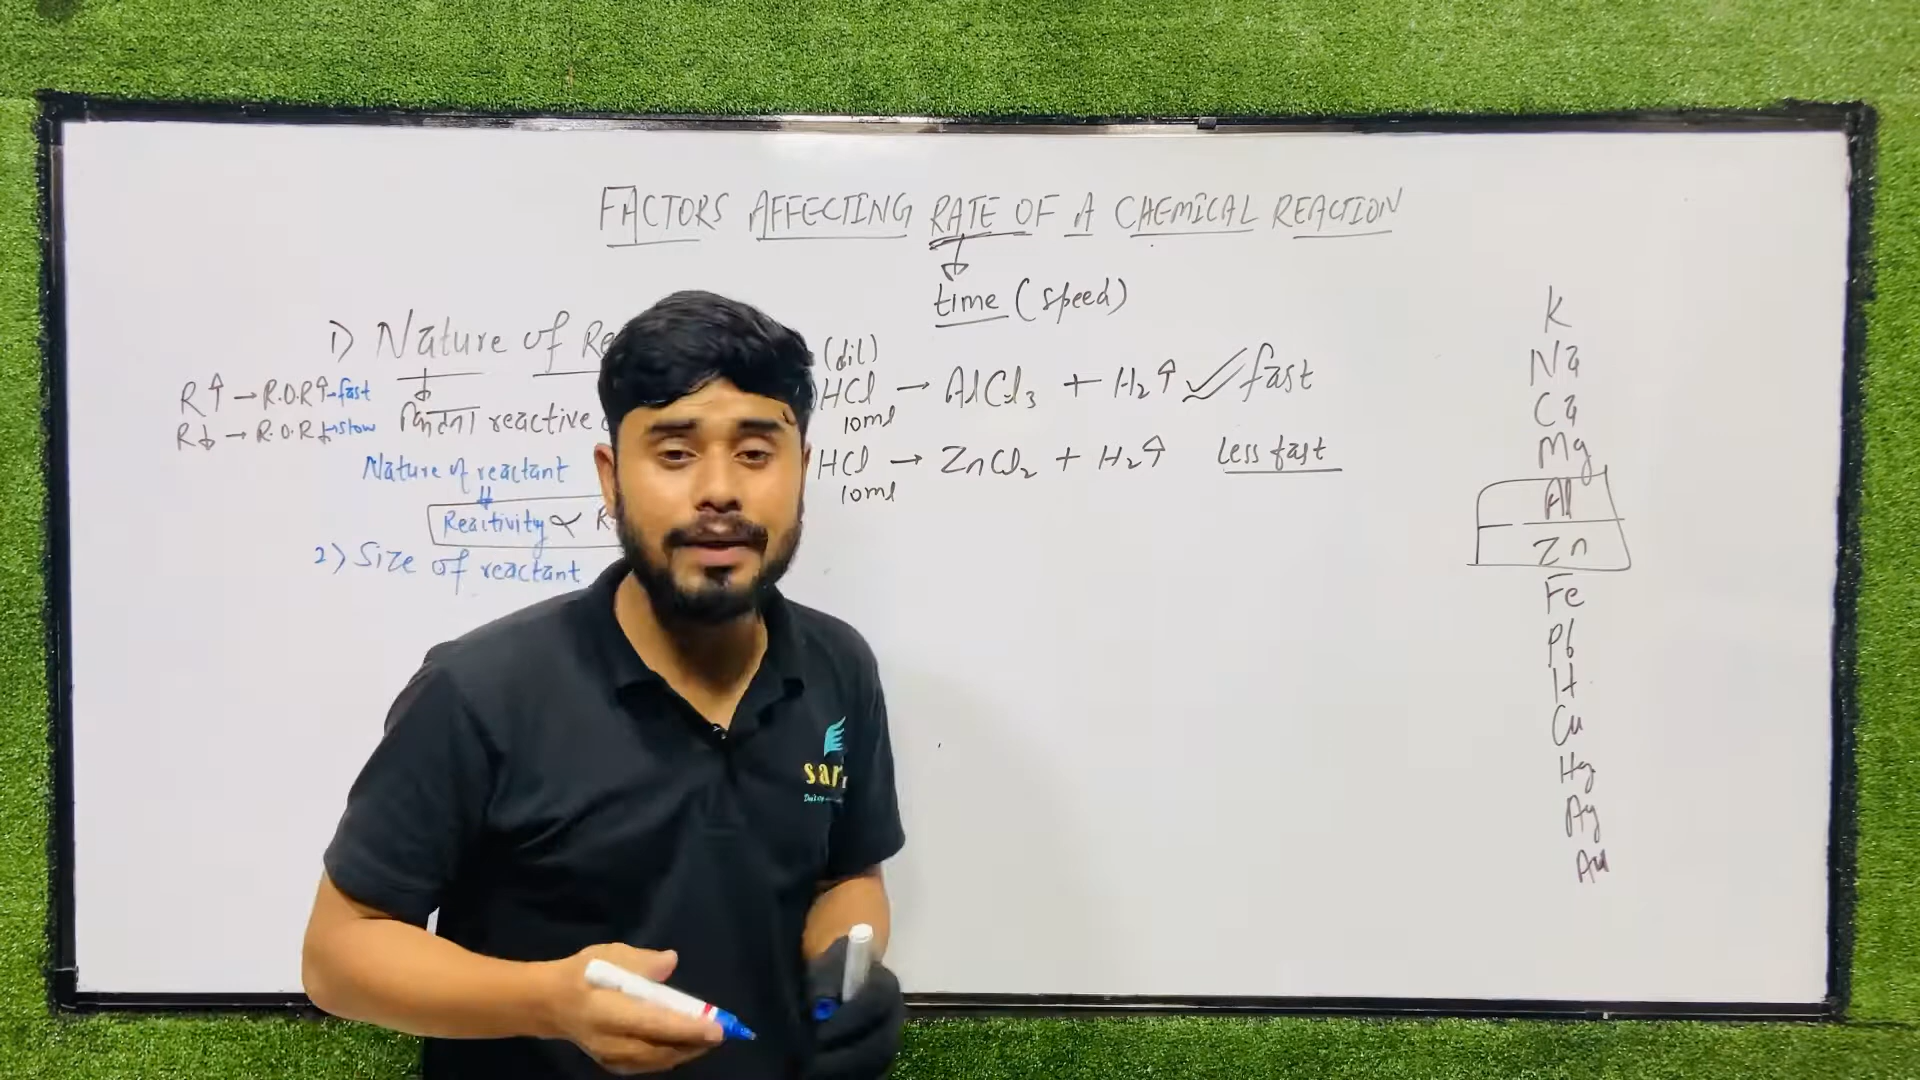 FACTORS AFFECTING RATE OF A CHEMICAL REACTION
time (speed)
1) Nature of Re
R↑ → R.O.R↑→fast
R↓ → R.O.R↓→slow
कितना reactive
Nature of reactant
⇓
Reactivity ∝ R
2) Size of reactant
(dil)
HCl → AlCl₃ + H₂↑ ✓ fast
10ml
HCl → ZnCl₂ + H₂↑ Less fast
10ml
K
Na
Ca
Mg
Al
Zn
Fe
Pb
H
Cu
Hg
Ag
Au
sar